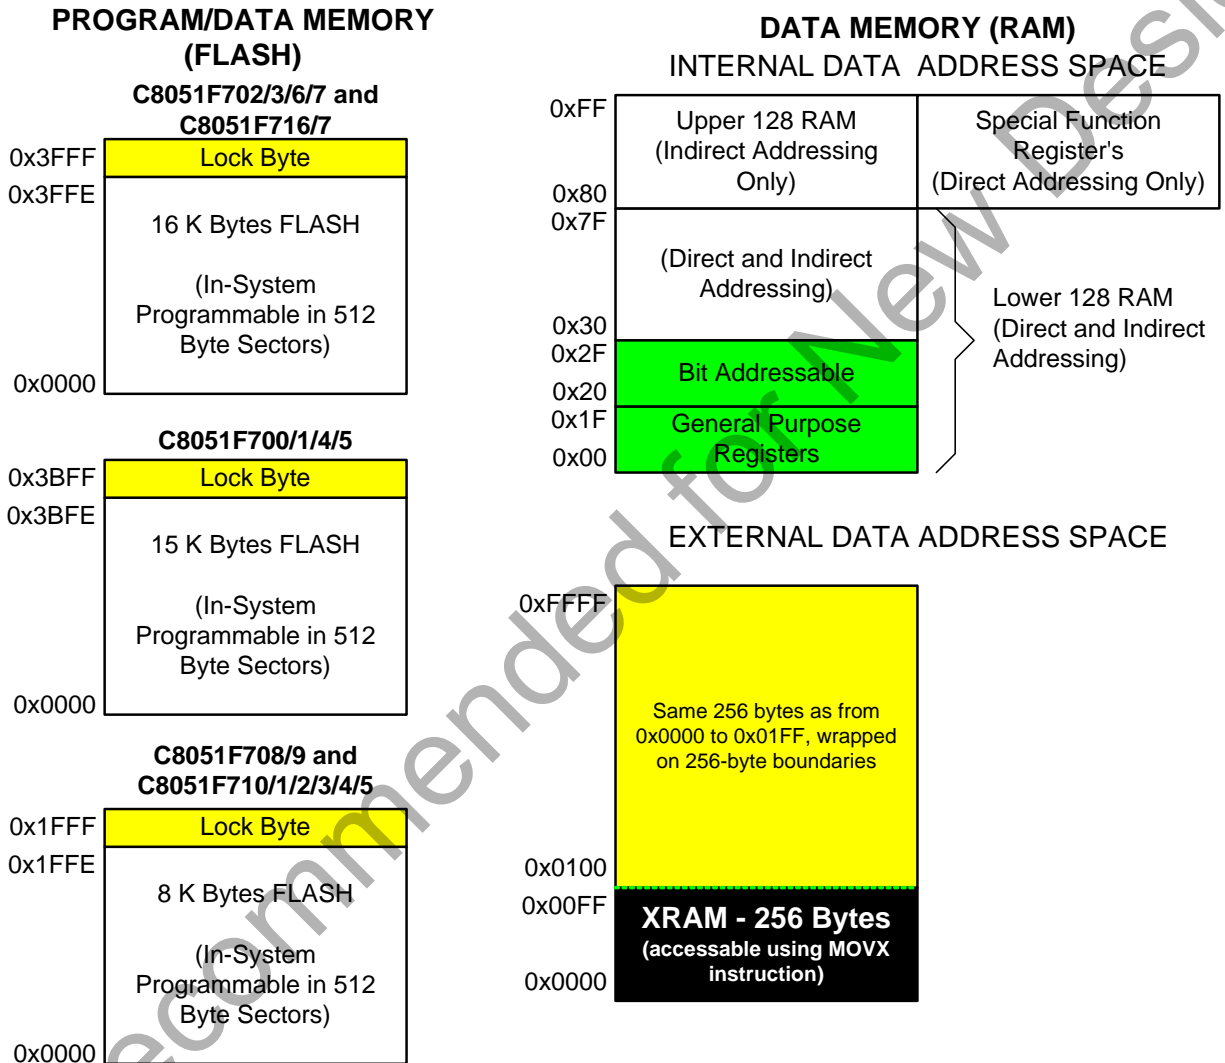 PROGRAM/DATA MEMORY
(FLASH)
C8051F702/3/6/7 and
C8051F716/7
0x3FFF
Lock Byte
0x3FFE
16 K Bytes FLASH
(In-System
Programmable in 512
Byte Sectors)
0x0000
C8051F700/1/4/5
0x3BFF
Lock Byte
0x3BFE
15 K Bytes FLASH
(In-System
Programmable in 512
Byte Sectors)
0x0000
C8051F708/9 and
C8051F710/1/2/3/4/5
0x1FFF
Lock Byte
0x1FFE
8 K Bytes FLASH
(In-System
Programmable in 512
Byte Sectors)
0x0000
DATA MEMORY (RAM)
INTERNAL DATA ADDRESS SPACE
0xFF
Upper 128 RAM
(Indirect Addressing
Only)
0x80
Special Function
Register's
(Direct Addressing Only)
0x7F
(Direct and Indirect
Addressing)
0x30
Lower 128 RAM
(Direct and Indirect
Addressing)
0x2F
Bit Addressable
0x20
0x1F
General Purpose
Registers
0x00
EXTERNAL DATA ADDRESS SPACE
0xFFFF
Same 256 bytes as from
0x0000 to 0x01FF, wrapped
on 256-byte boundaries
0x0100
0x00FF
XRAM - 256 Bytes
(accessable using MOVX
instruction)
0x0000
ecommended for New Desi